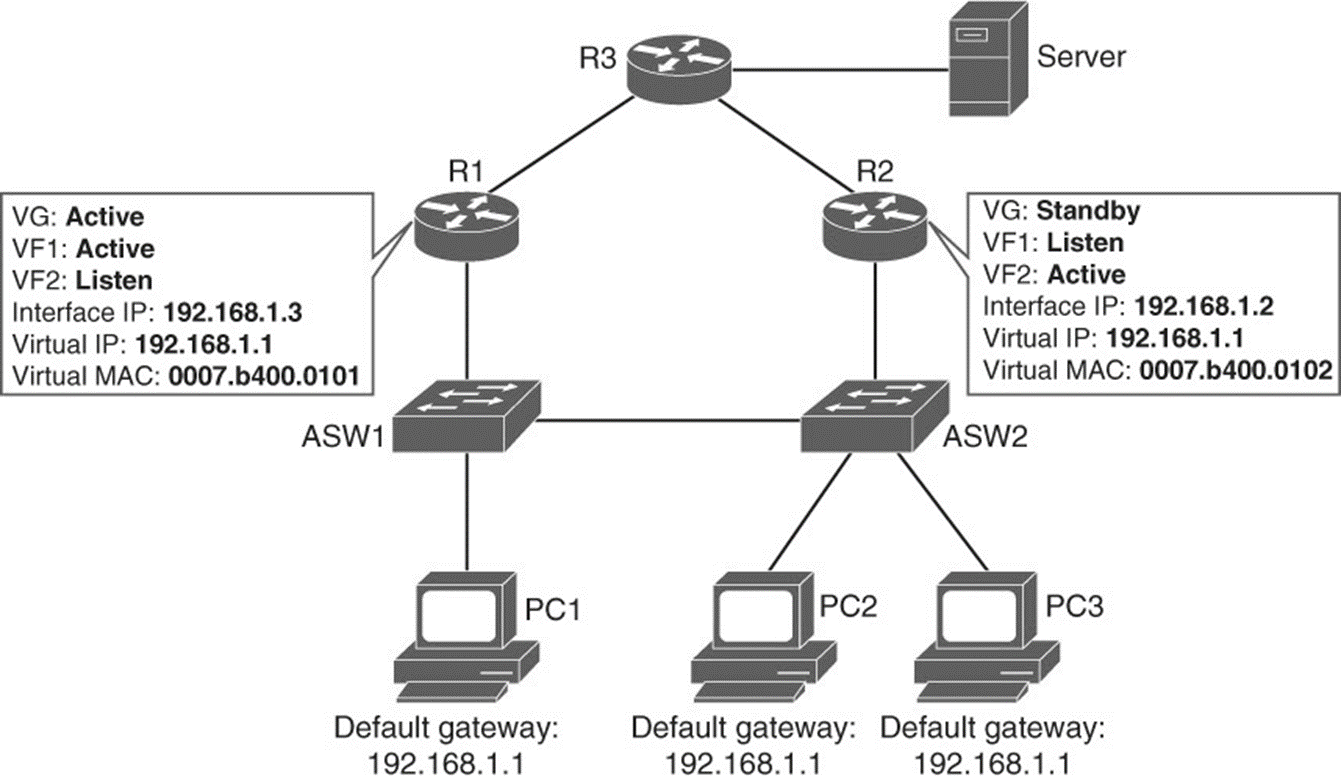 R3
Server
R1
R2
VG: Active
VF1: Active
VF2: Listen
Interface IP: 192.168.1.3
Virtual IP: 192.168.1.1
Virtual MAC: 0007.b400.0101
VG: Standby
VF1: Listen
VF2: Active
Interface IP: 192.168.1.2
Virtual IP: 192.168.1.1
Virtual MAC: 0007.b400.0102
ASW1
ASW2
PC1
PC2
PC3
Default gateway:
192.168.1.1
Default gateway:
192.168.1.1
Default gateway:
192.168.1.1